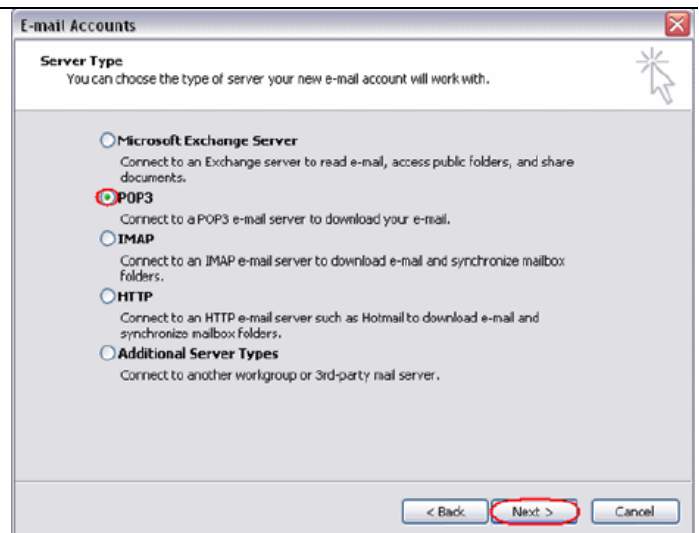 E-mail Accounts
Server Type
You can choose the type of server your new e-mail account will work with.
Microsoft Exchange Server
Connect to an Exchange server to read e-mail, access public folders, and share
documents.
POP3
Connect to a POP3 e-mail server to download your e-mail.
IMAP
Connect to an IMAP e-mail server to download e-mail and synchronize mailbox
folders.
HTTP
Connect to an HTTP e-mail server such as Hotmail to download e-mail and
synchronize mailbox folders.
Additional Server Types
Connect to another workgroup or 3rd-party mail server.
< Back Next > Cancel